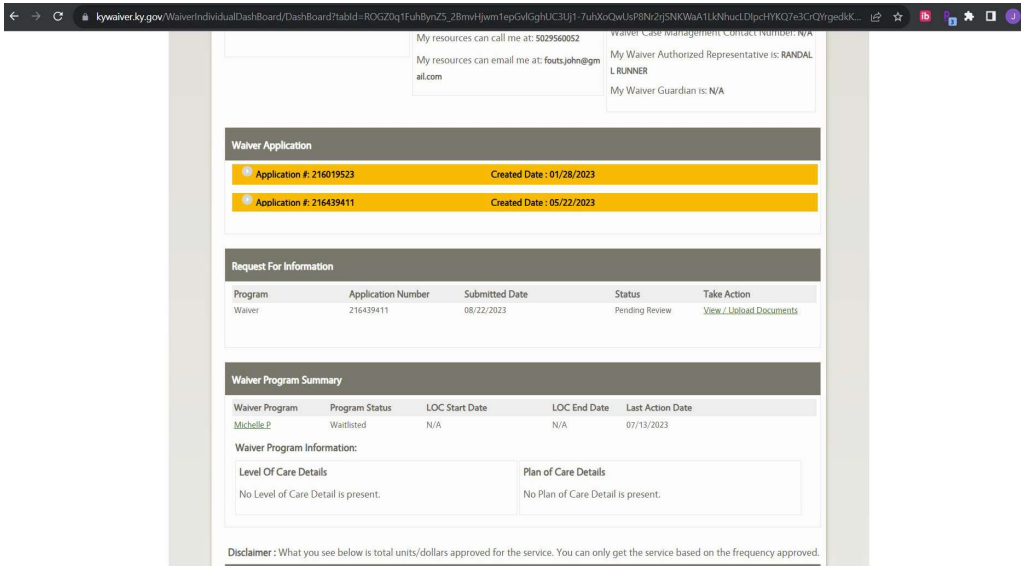 kywaiver.ky.gov/WaiverIndividualDashBoard/DashBoard?tabId=ROGZ0q1FuhBynZ5_2BmvHjwm1epGvlGghUC3Uj1-7uhXoQwUsP8Nr2rjSNKWaA1LkNhucLDIpcHYKQ7e3CrQYrgedkK...
My resources can call me at: 5029560052
My resources can email me at: fouts.john@gm
ail.com
Waiver Case Management Contact Number: N/A
My Waiver Authorized Representative is: RANDAL
L RUNNER
My Waiver Guardian is: N/A
Waiver Application
Application #: 216019523 Created Date : 01/28/2023
Application #: 216439411 Created Date : 05/22/2023
Request For Information
Program Application Number Submitted Date Status Take Action
Waiver 216439411 08/22/2023 Pending Review View / Upload Documents
Waiver Program Summary
Waiver Program Program Status LOC Start Date LOC End Date Last Action Date
Michelle P Waitlisted N/A N/A 07/13/2023
Waiver Program Information:
Level Of Care Details Plan of Care Details
No Level of Care Detail is present. No Plan of Care Detail is present.
Disclaimer : What you see below is total units/dollars approved for the service. You can only get the service based on the frequency approved.